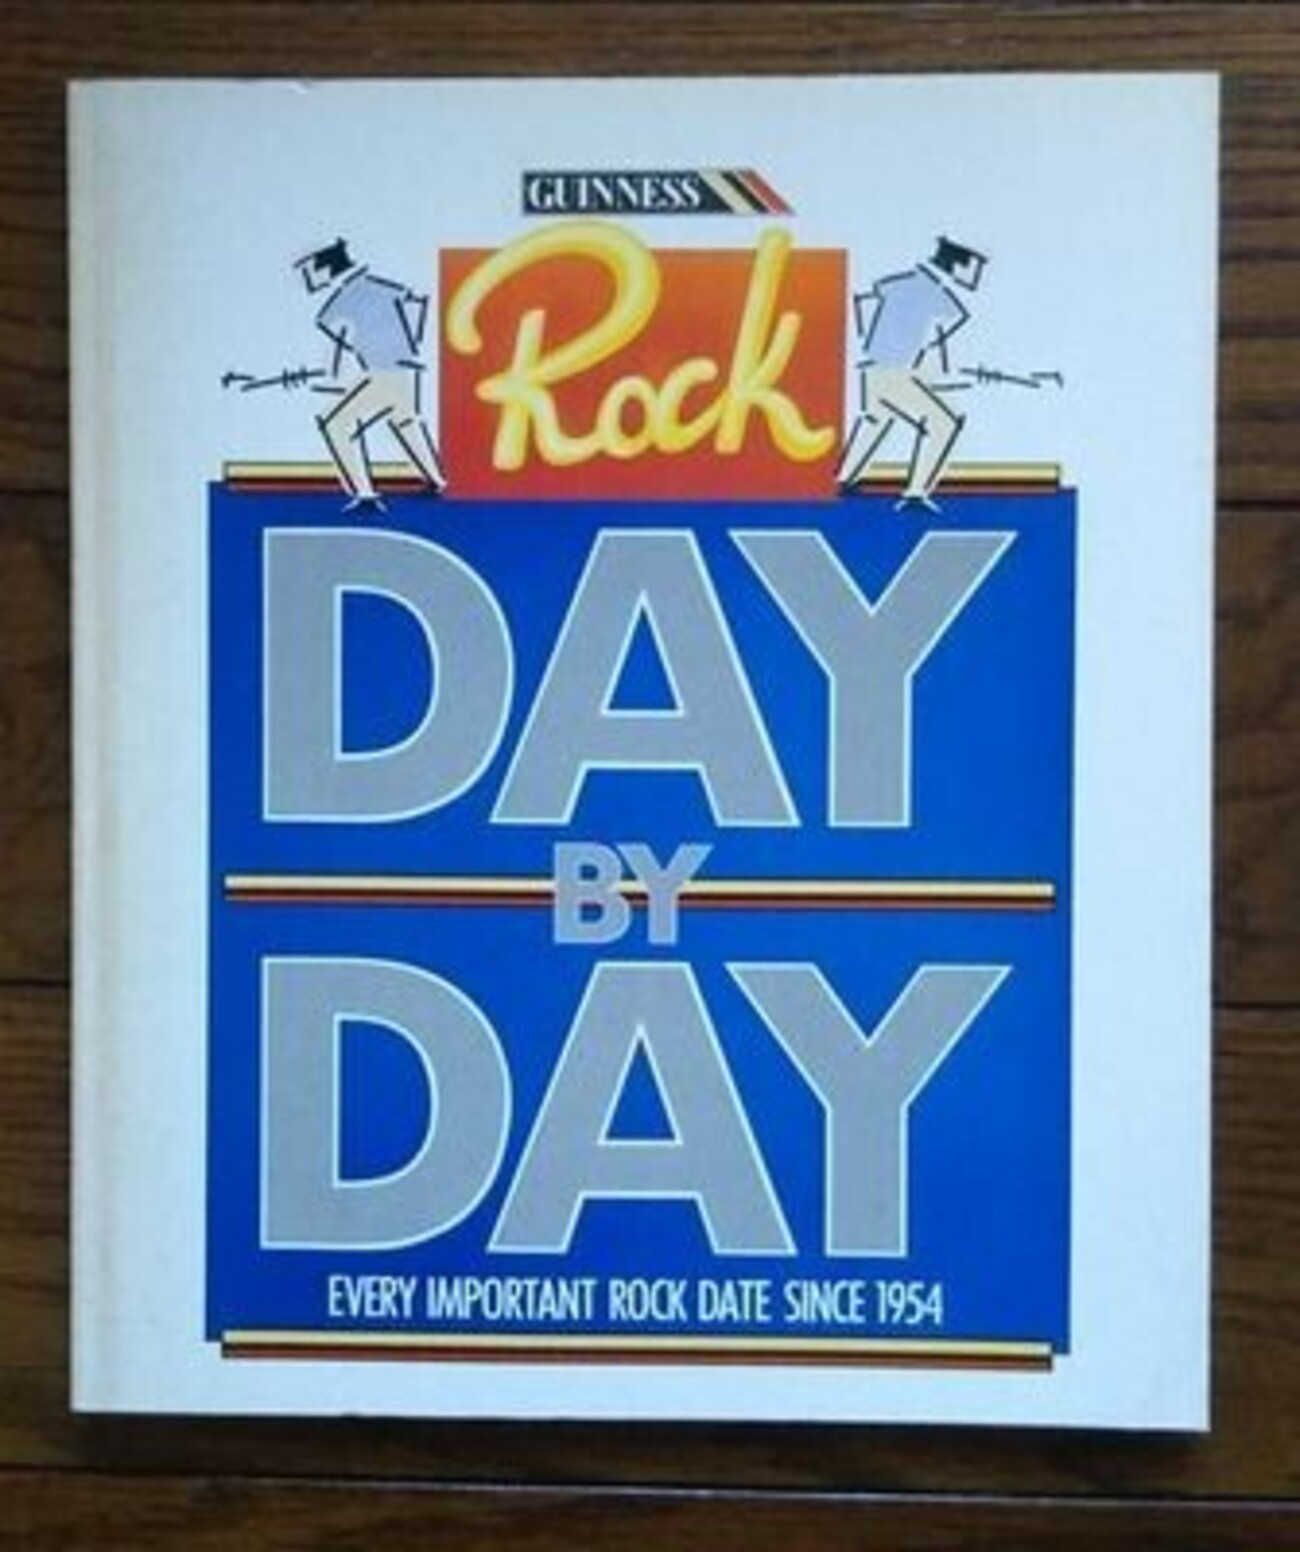 GUINNESS
Rock
DAY
BY
DAY
EVERY IMPORTANT ROCK DATE SINCE 1954